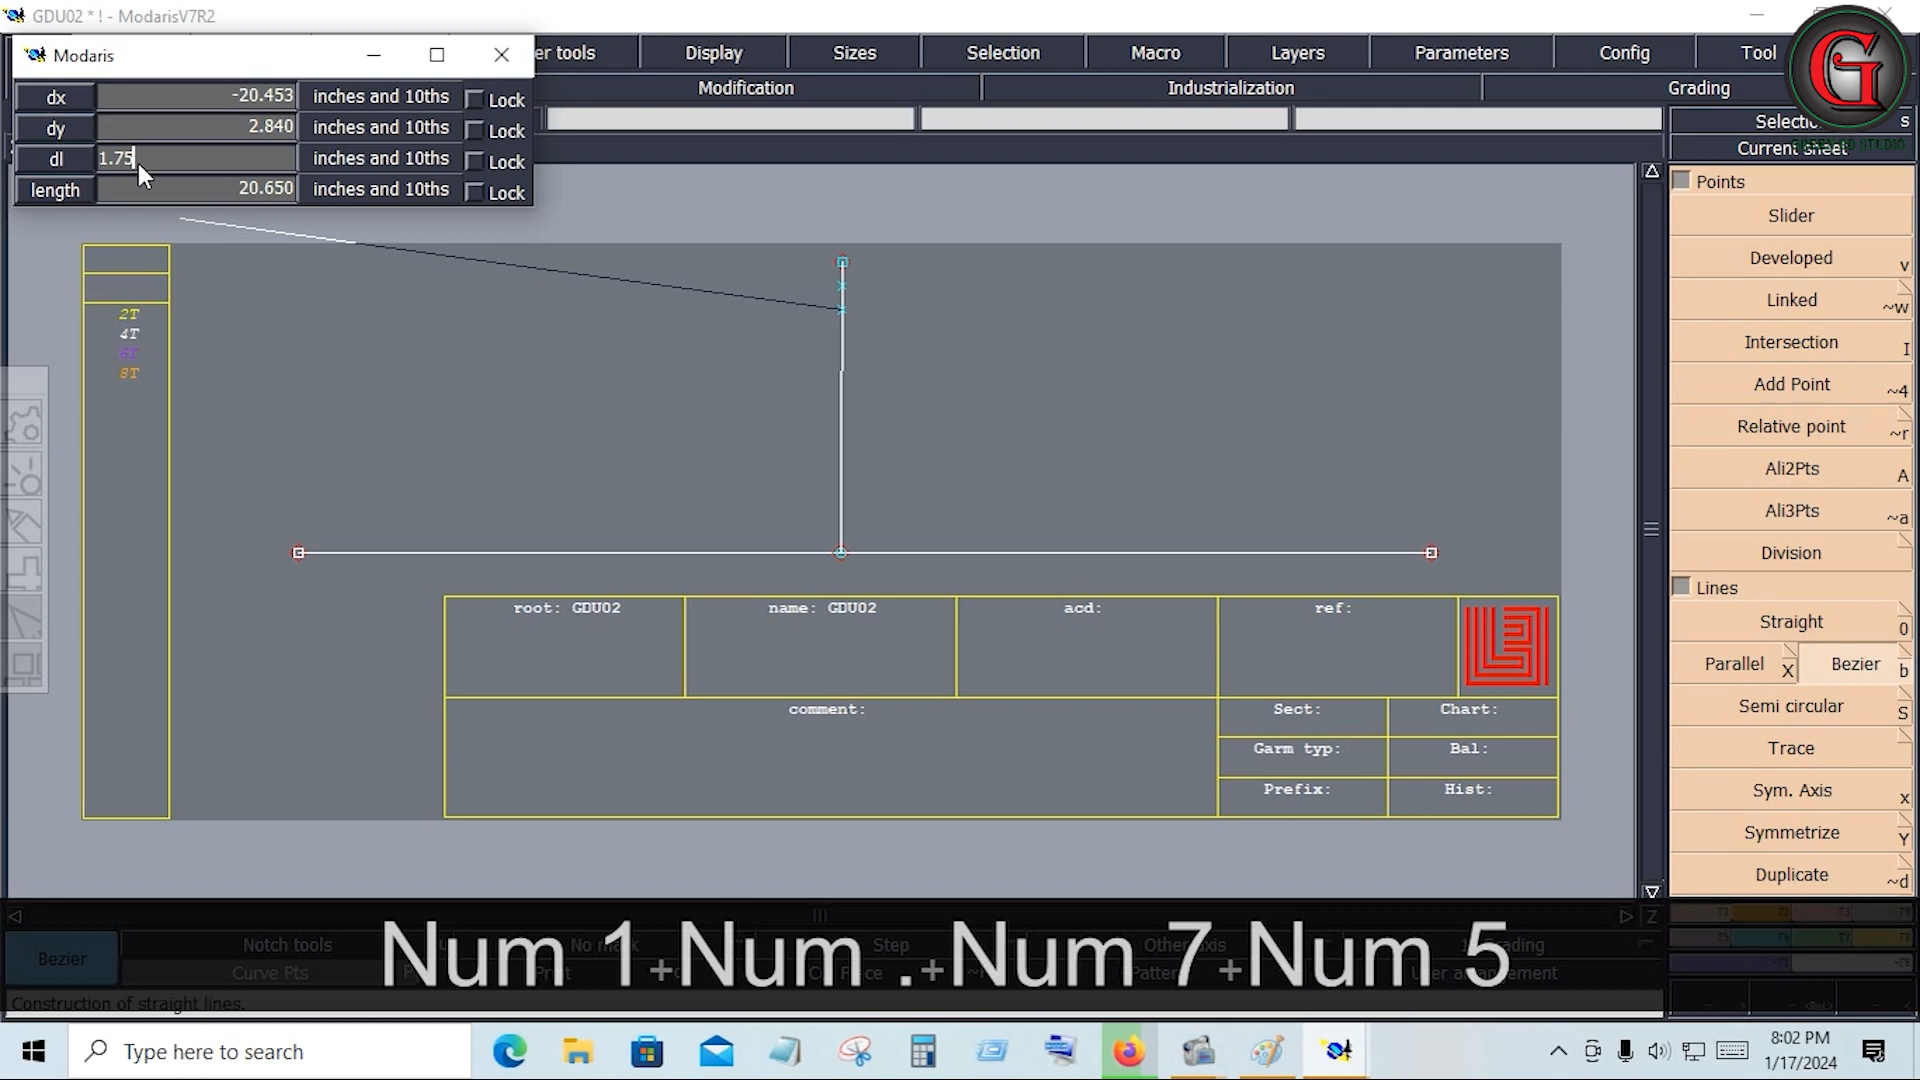 GDU02 * ! - ModarisV7R2
Modaris
er tools
Display
Sizes
Selection
Macro
Layers
Parameters
Config
Tool
Modification
Industrialization
Grading
dx
-20.453
inches and 10ths
Lock
dy
2.840
inches and 10ths
Lock
dl
1.75
inches and 10ths
Lock
length
20.650
inches and 10ths
Lock
G
Selectio
s
Current sheet
Points
Slider
Developed
v
Linked
~w
Intersection
I
Add Point
~4
Relative point
~r
Ali2Pts
A
Ali3Pts
~a
Division
Lines
Straight
0
Parallel
X
Bezier
b
Semi circular
S
Trace
Sym. Axis
x
Symmetrize
Y
Duplicate
~d
2T
4T
6T
8T
root: GDU02
name: GDU02
acd:
ref:
comment:
Sect:
Chart:
Garm typ:
Bal:
Prefix:
Hist:
Z
Bezier
Notch tools
Step
Curve Pts
Num 1+Num .+Num 7+Num 5
Construction of straight lines.
Type here to search
8:02 PM
1/17/2024